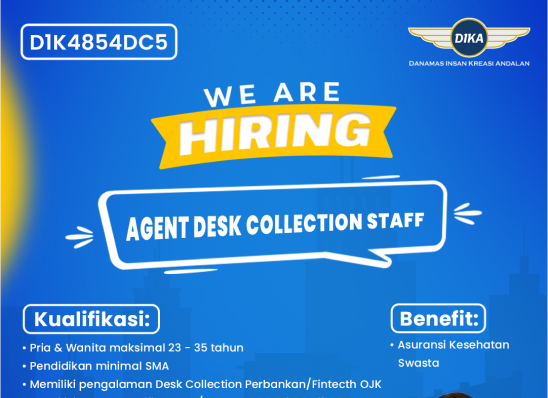 D1K4854DC5
DIKA
DANAMAS INSAN KREASI ANDALAN
WE ARE
HIRING
AGENT DESK COLLECTION STAFF
Kualifikasi:
• Pria & Wanita maksimal 23 - 35 tahun
• Pendidikan minimal SMA
• Memiliki pengalaman Desk Collection Perbankan/Fintecth OJK
Benefit:
• Asuransi Kesehatan
Swasta